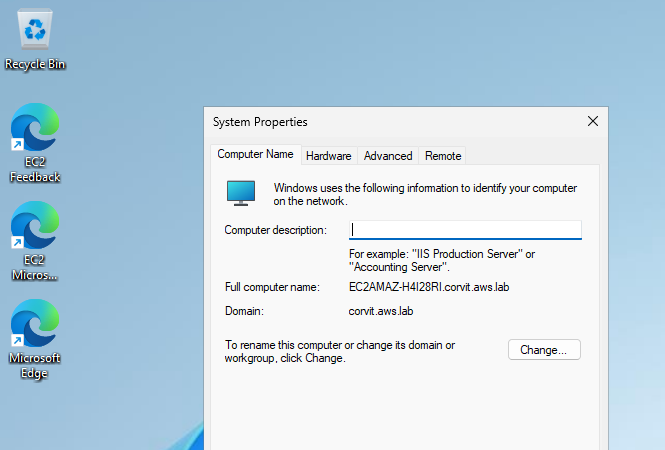 Recycle Bin
EC2
Feedback
EC2
Micros...
Microsoft
Edge
System Properties
Computer Name
Hardware
Advanced
Remote
Windows uses the following information to identify your computer
on the network.
Computer description:
For example: "IIS Production Server" or
"Accounting Server".
Full computer name:
EC2AMAZ-H4I28RI.corvit.aws.lab
Domain:
corvit.aws.lab
To rename this computer or change its domain or
workgroup, click Change.
Change...